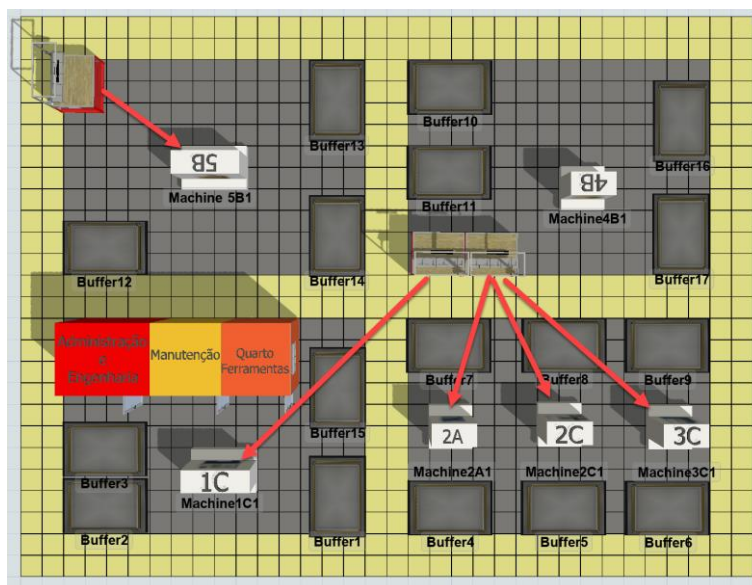 Buffer10
Buffer13
Buffer16
5B
4B
Machine 5B1
Buffer11
Machine4B1
Buffer12
Buffer14
Buffer17
Administração
e
Engenharia
Manutenção
Quarto
Ferramentas
Buffer7
Buffer8
Buffer9
2A
2C
3C
Buffer15
Buffer3
Machine2A1
Machine2C1
Machine3C1
1C
Machine1C1
Buffer2
Buffer1
Buffer4
Buffer5
Buffer6